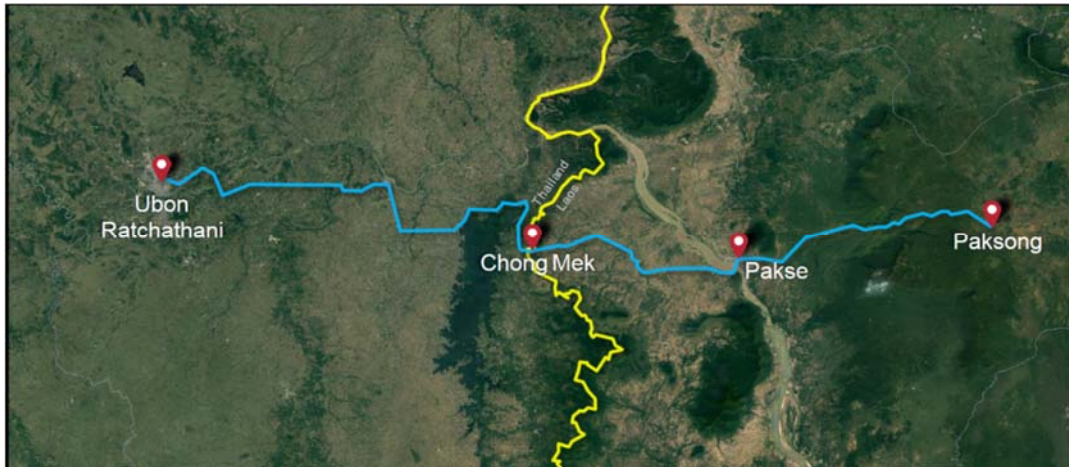 Thailand
Laos
Ubon
Ratchathani
Chong Mek
Pakse
Paksong